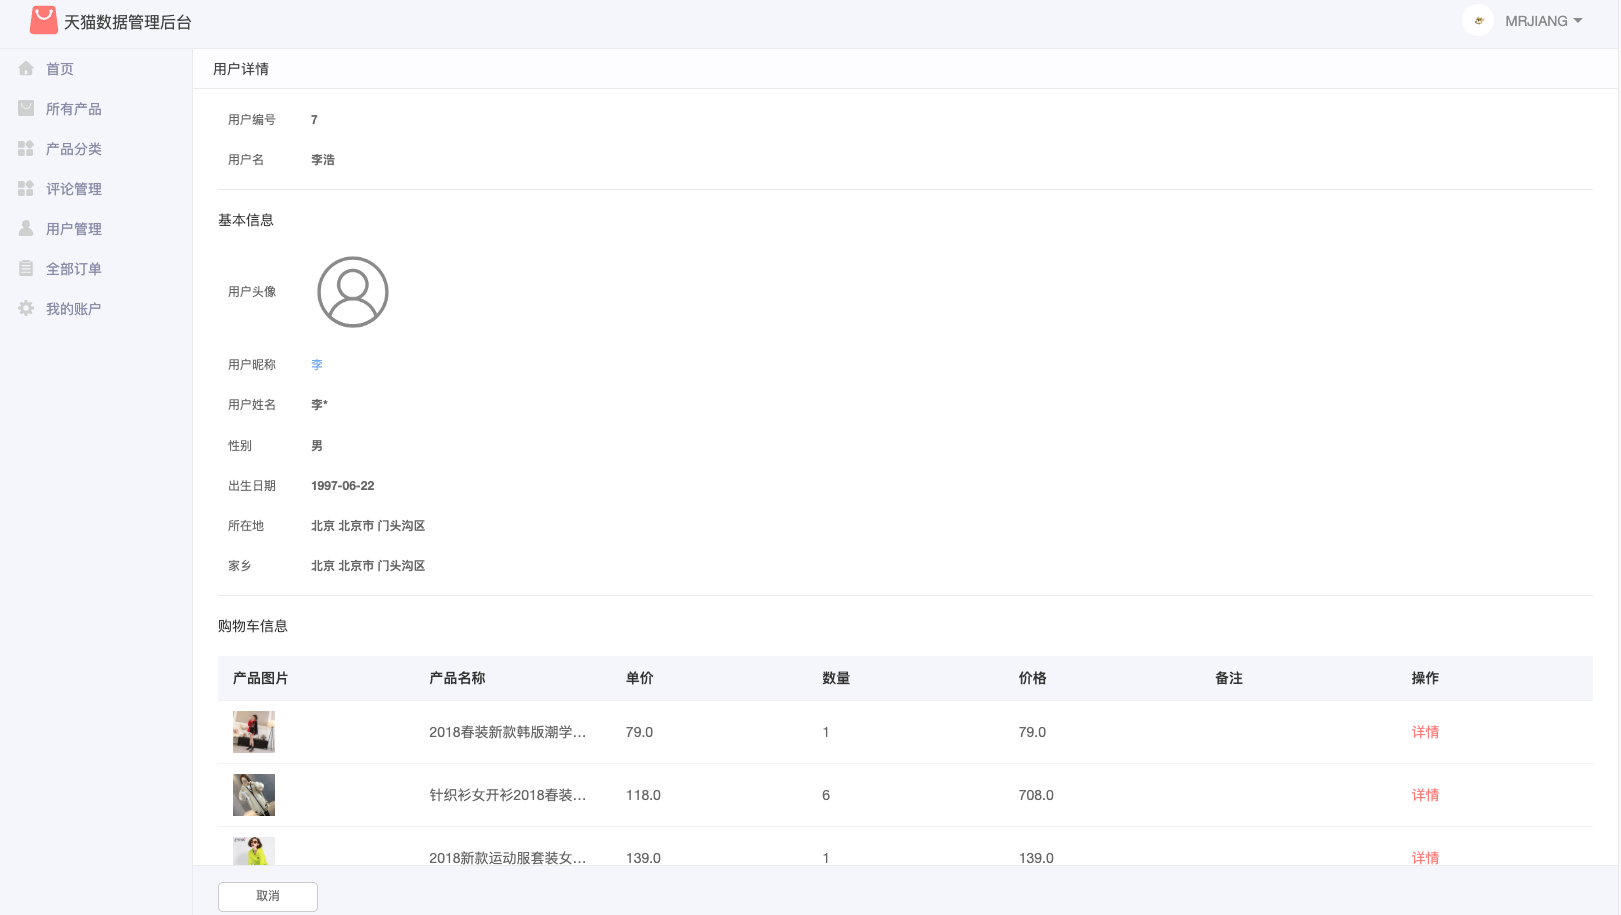 天猫数据管理后台
MRJIANG
首页
所有产品
产品分类
评论管理
用户管理
全部订单
我的账户
用户详情
用户编号 7
用户名 李浩
基本信息
用户头像
用户昵称 李
用户姓名 李*
性别 男
出生日期 1997-06-22
所在地 北京 北京市 门头沟区
家乡 北京 北京市 门头沟区
购物车信息
产品图片 产品名称 单价 数量 价格 备注 操作
2018春装新款韩版潮学... 79.0 1 79.0 详情
针织衫女开衫2018春装... 118.0 6 708.0 详情
2018新款运动服套装女... 139.0 1 139.0 详情
取消